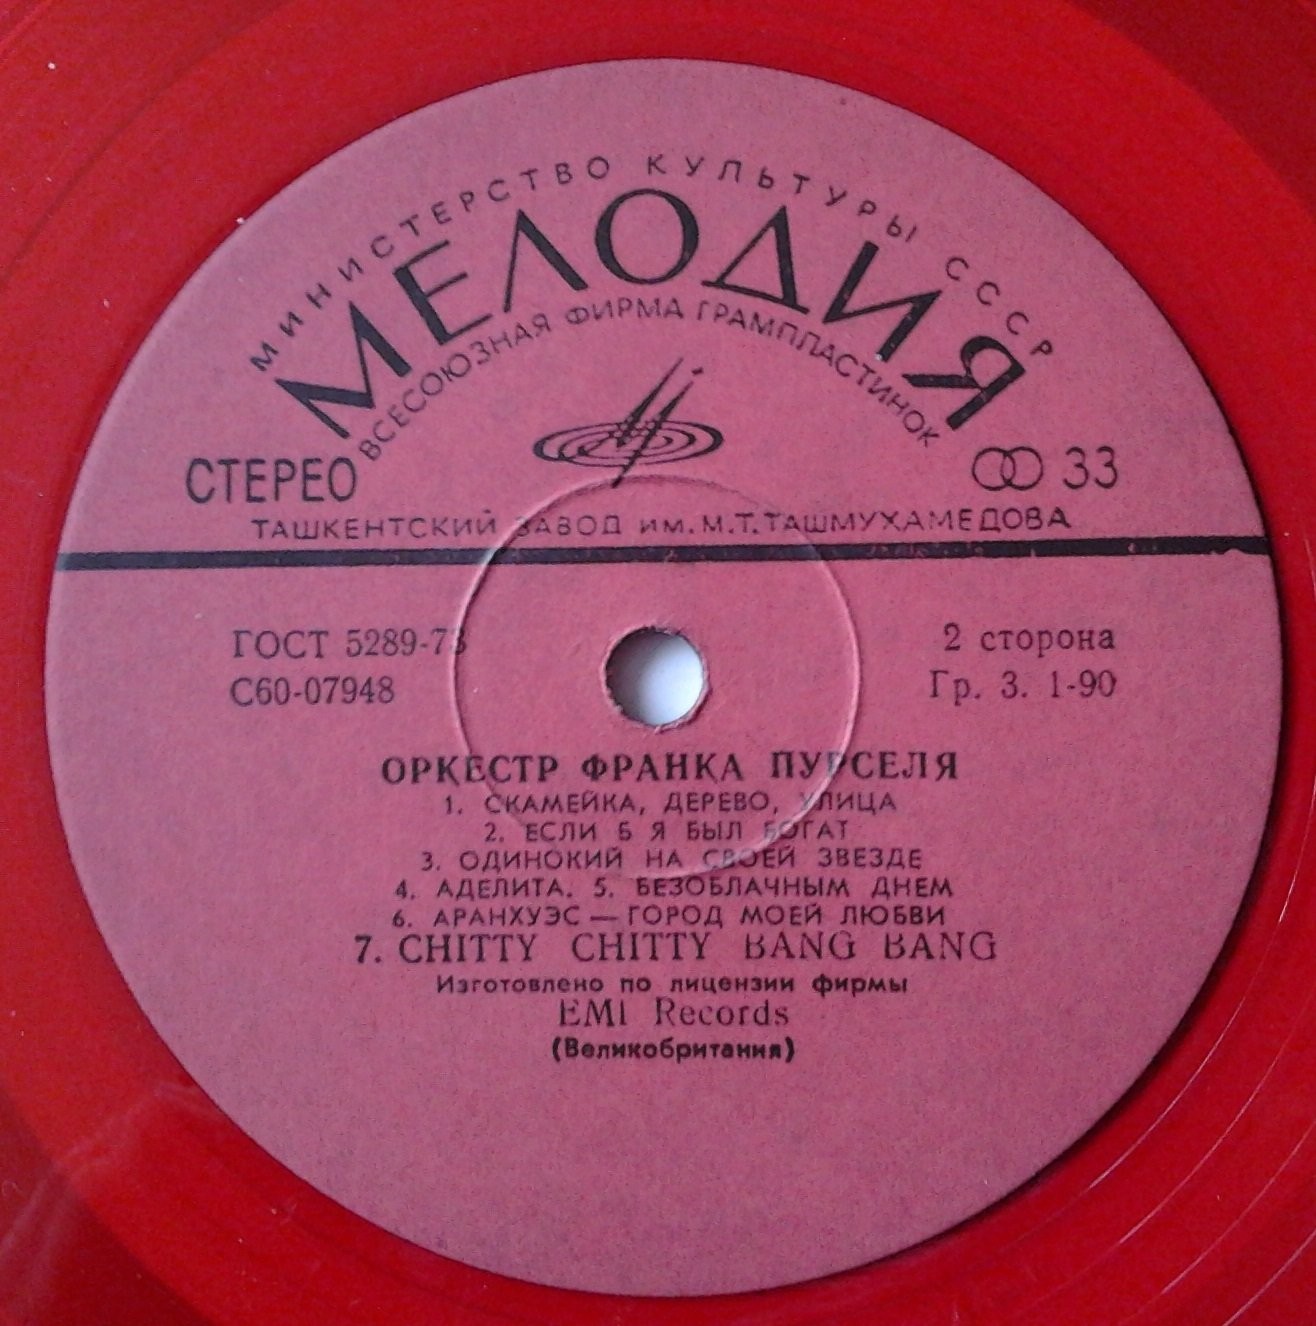 МИНИСТЕРСТВО КУЛЬТУРЫ СССР
МЕЛОДИЯ
ВСЕСОЮЗНАЯ ФИРМА ГРАМПЛАСТИНОК
СТЕРЕО
33
ТАШКЕНТСКИЙ ЗАВОД им. М.Т.ТАШМУХАМЕДОВА
ГОСТ 5289-73
2 сторона
С60-07948
Гр. 3. 1-90
ОРКЕСТР ФРАНКА ПУРСЕЛЯ
1. СКАМЕЙКА, ДЕРЕВО, УЛИЦА
2. ЕСЛИ Б Я БЫЛ БОГАТ
3. ОДИНОКИЙ НА СВОЕЙ ЗВЕЗДЕ
4. АДЕЛИТА. 5. БЕЗОБЛАЧНЫМ ДНЕМ
6. АРАНХУЭС — ГОРОД МОЕЙ ЛЮБВИ
7. CHITTY CHITTY BANG BANG
Изготовлено по лицензии фирмы
EMI Records
(Великобритания)